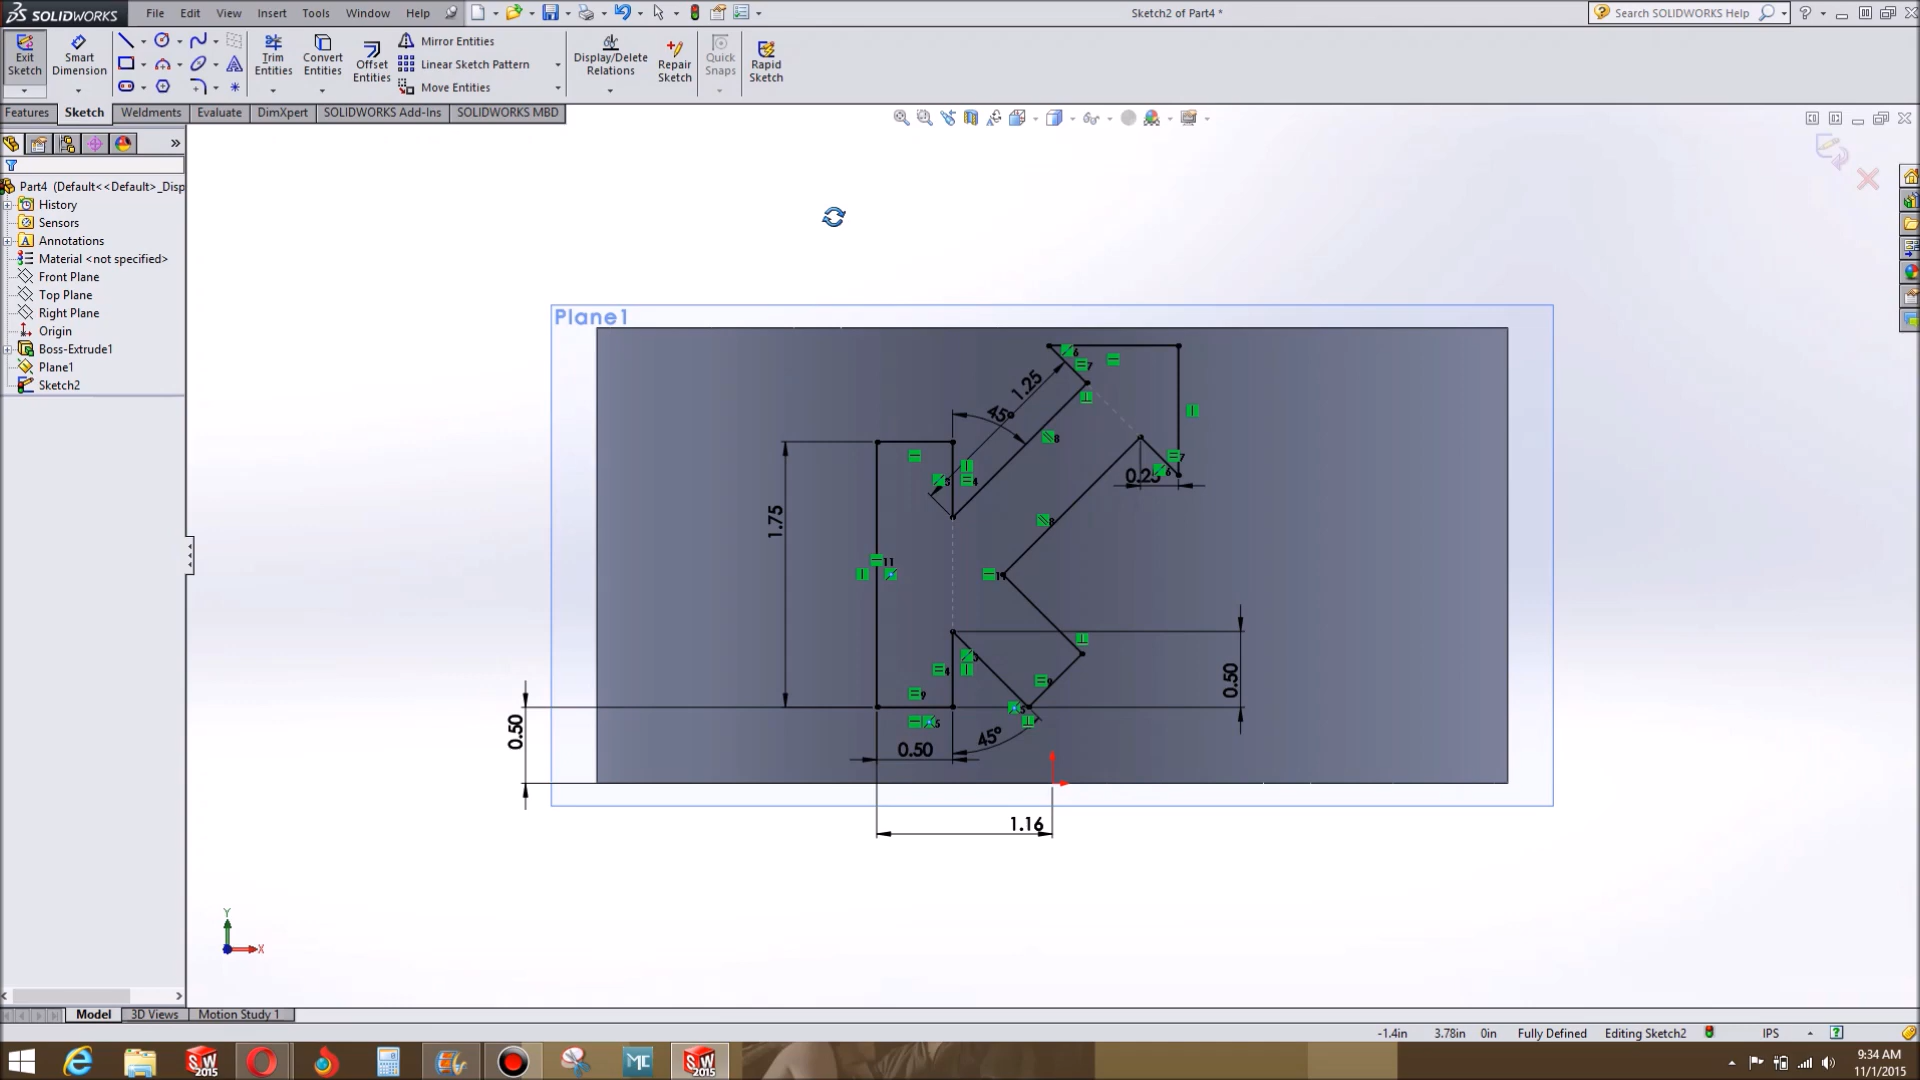 SOLIDWORKS
File Edit View Insert Tools Window Help
Sketch2 of Part4 *
Search SOLIDWORKS Help
Exit Sketch
Smart Dimension
Trim Entities
Convert Entities
Offset Entities
Mirror Entities
Linear Sketch Pattern
Move Entities
Display/Delete Relations
Repair Sketch
Quick Snaps
Rapid Sketch
Features Sketch Weldments Evaluate DimXpert SOLIDWORKS Add-Ins SOLIDWORKS MBD
Part4 (Default<<Default>_Disp
History
Sensors
Annotations
Material <not specified>
Front Plane
Top Plane
Right Plane
Origin
Boss-Extrude1
Plane1
Sketch2
Plane1
1.25
45°
0.25
1.75
0.50
0.50
0.50
45°
1.16
Y
X
Model 3D Views Motion Study 1
-1.4in 3.78in 0in Fully Defined Editing Sketch2 IPS
SW 2015
MC
SW 2015
9:34 AM
11/1/2015